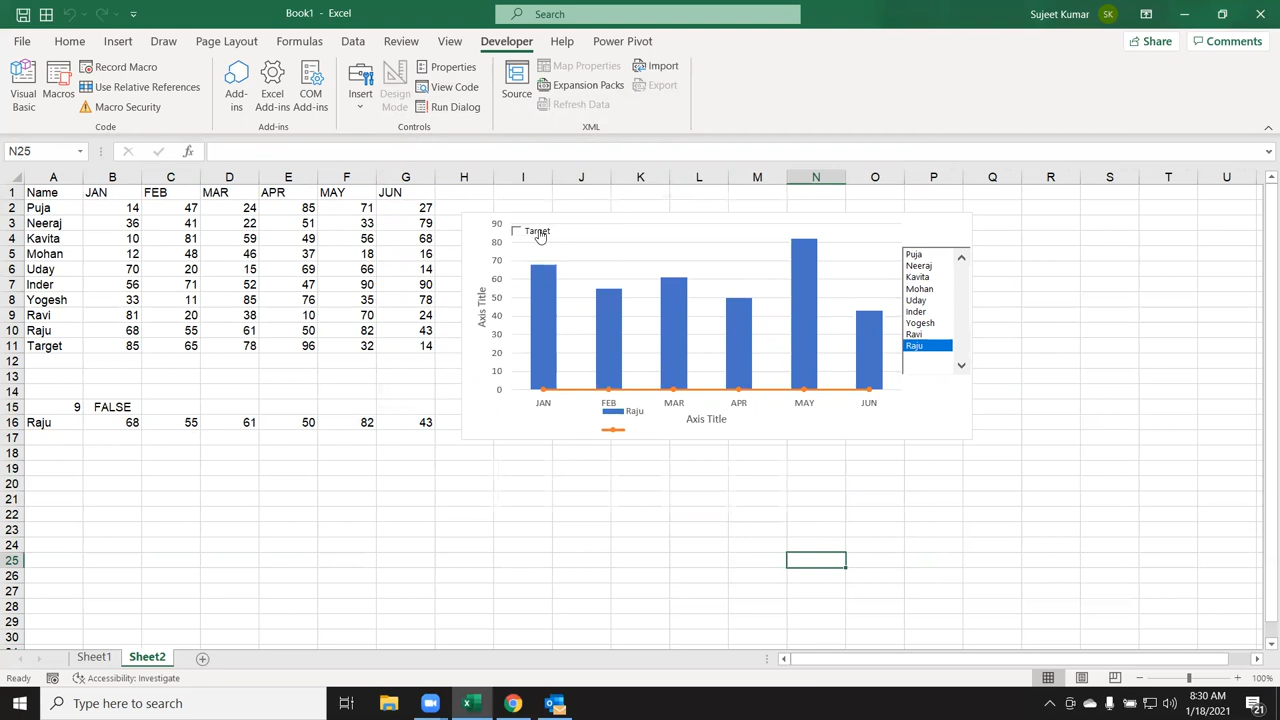 Book1 - Excel
Search
Sujeet Kumar
SK
File Home Insert Draw Page Layout Formulas Data Review View Developer Help Power Pivot
Share
Comments
Visual Basic
Macros
Record Macro
Use Relative References
Macro Security
Code
Add-ins
Excel Add-ins
COM Add-ins
Add-ins
Insert
Design Mode
Properties
View Code
Run Dialog
Controls
Source
Map Properties
Expansion Packs
Refresh Data
Import
Export
XML
N25
fx
A B C D E F G H I J K L M N O P Q R S T U
1 Name JAN FEB MAR APR MAY JUN
2 Puja 14 47 24 85 71 27
3 Neeraj 36 41 22 51 33 79
4 Kavita 10 81 59 49 56 68
5 Mohan 12 48 46 37 18 16
6 Uday 70 20 15 69 66 14
7 Inder 56 71 52 47 90 90
8 Yogesh 33 11 85 76 35 78
9 Ravi 81 20 38 10 70 24
10 Raju 68 55 61 50 82 43
11 Target 85 65 78 96 32 14
12
13
14
15 9 FALSE
16 Raju 68 55 61 50 82 43
17
18
19
20
21
22
23
24
25
26
27
28
29
30
Target
90
80
70
60
50
40
30
20
10
0
Axis Title
JAN FEB MAR APR MAY JUN
Raju
Axis Title
Puja
Neeraj
Kavita
Mohan
Uday
Inder
Yogesh
Ravi
Raju
Sheet1 Sheet2
Ready
Accessibility: Investigate
100%
Type here to search
8:30 AM
1/18/2021
21